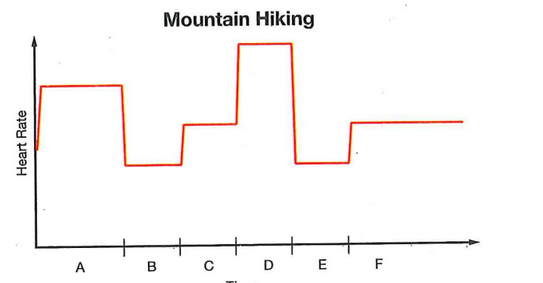 Mountain Hiking
Heart Rate
A B C D E F